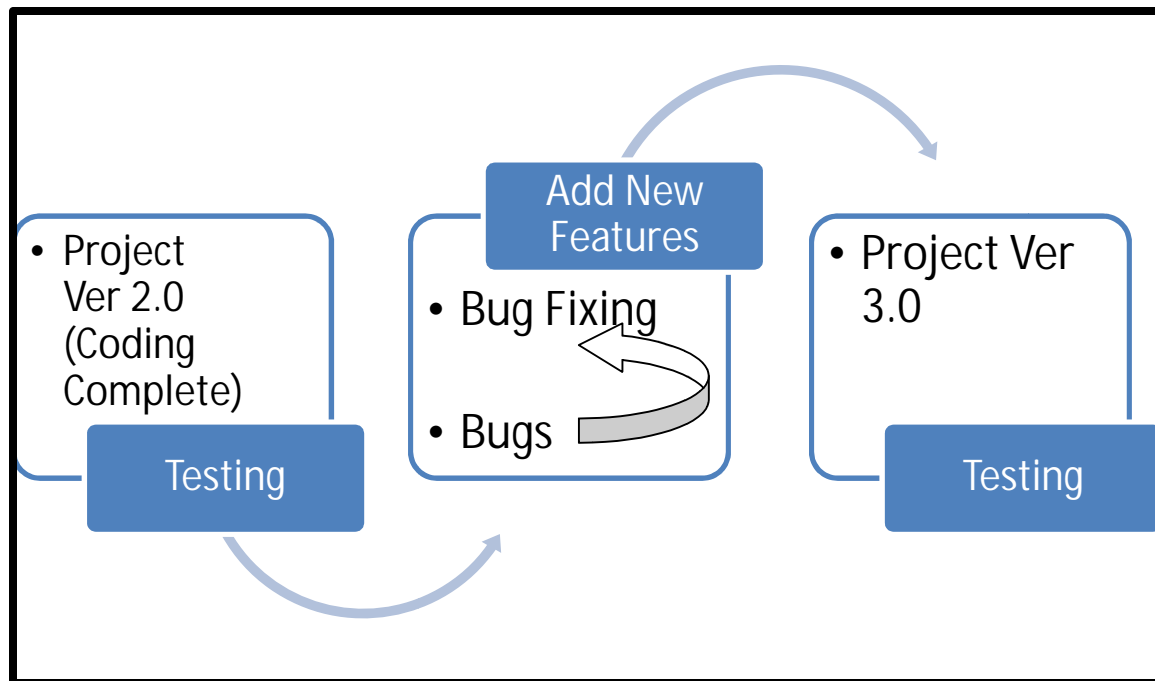 • Project
Ver 2.0
(Coding
Complete)
Testing
Add New
Features
• Bug Fixing
• Bugs
• Project Ver
3.0
Testing